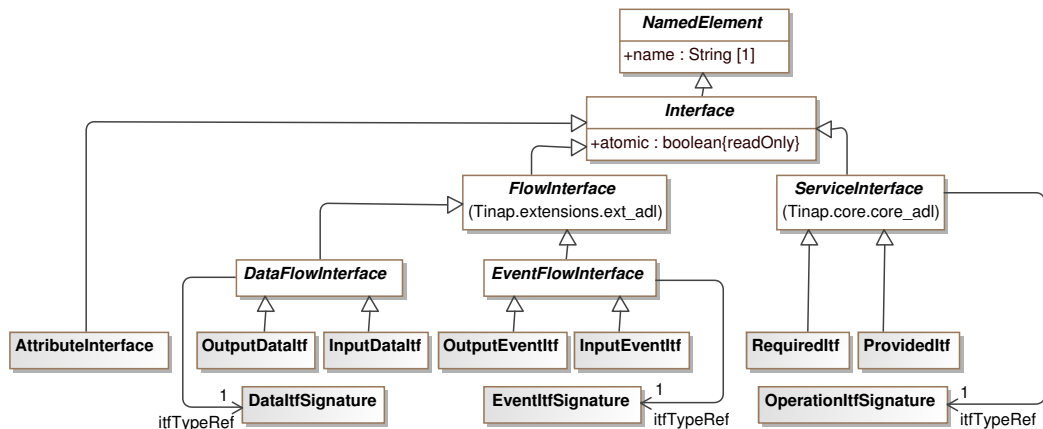 NamedElement
+name : String [1]
Interface
+atomic : boolean{readOnly}
FlowInterface
(Tinap.extensions.ext_adl)
ServiceInterface
(Tinap.core.core_adl)
DataFlowInterface
EventFlowInterface
AttributeInterface
OutputDataItf
InputDataItf
OutputEventItf
InputEventItf
RequiredItf
ProvidedItf
1
DataItfSignature
itfTypeRef
EventItfSignature
1
itfTypeRef
OperationItfSignature
1
itfTypeRef